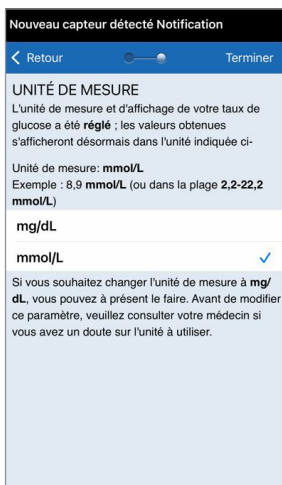 Nouveau capteur détecté Notification
Retour
Terminer
UNITÉ DE MESURE
L'unité de mesure et d'affichage de votre taux de
glucose a été réglé ; les valeurs obtenues
s'afficheront désormais dans l'unité indiquée ci-
Unité de mesure: mmol/L
Exemple : 8,9 mmol/L (ou dans la plage 2,2-22,2
mmol/L)
mg/dL
mmol/L
Si vous souhaitez changer l'unité de mesure à mg/
dL, vous pouvez à présent le faire. Avant de modifier
ce paramètre, veuillez consulter votre médecin si
vous avez un doute sur l'unité à utiliser.